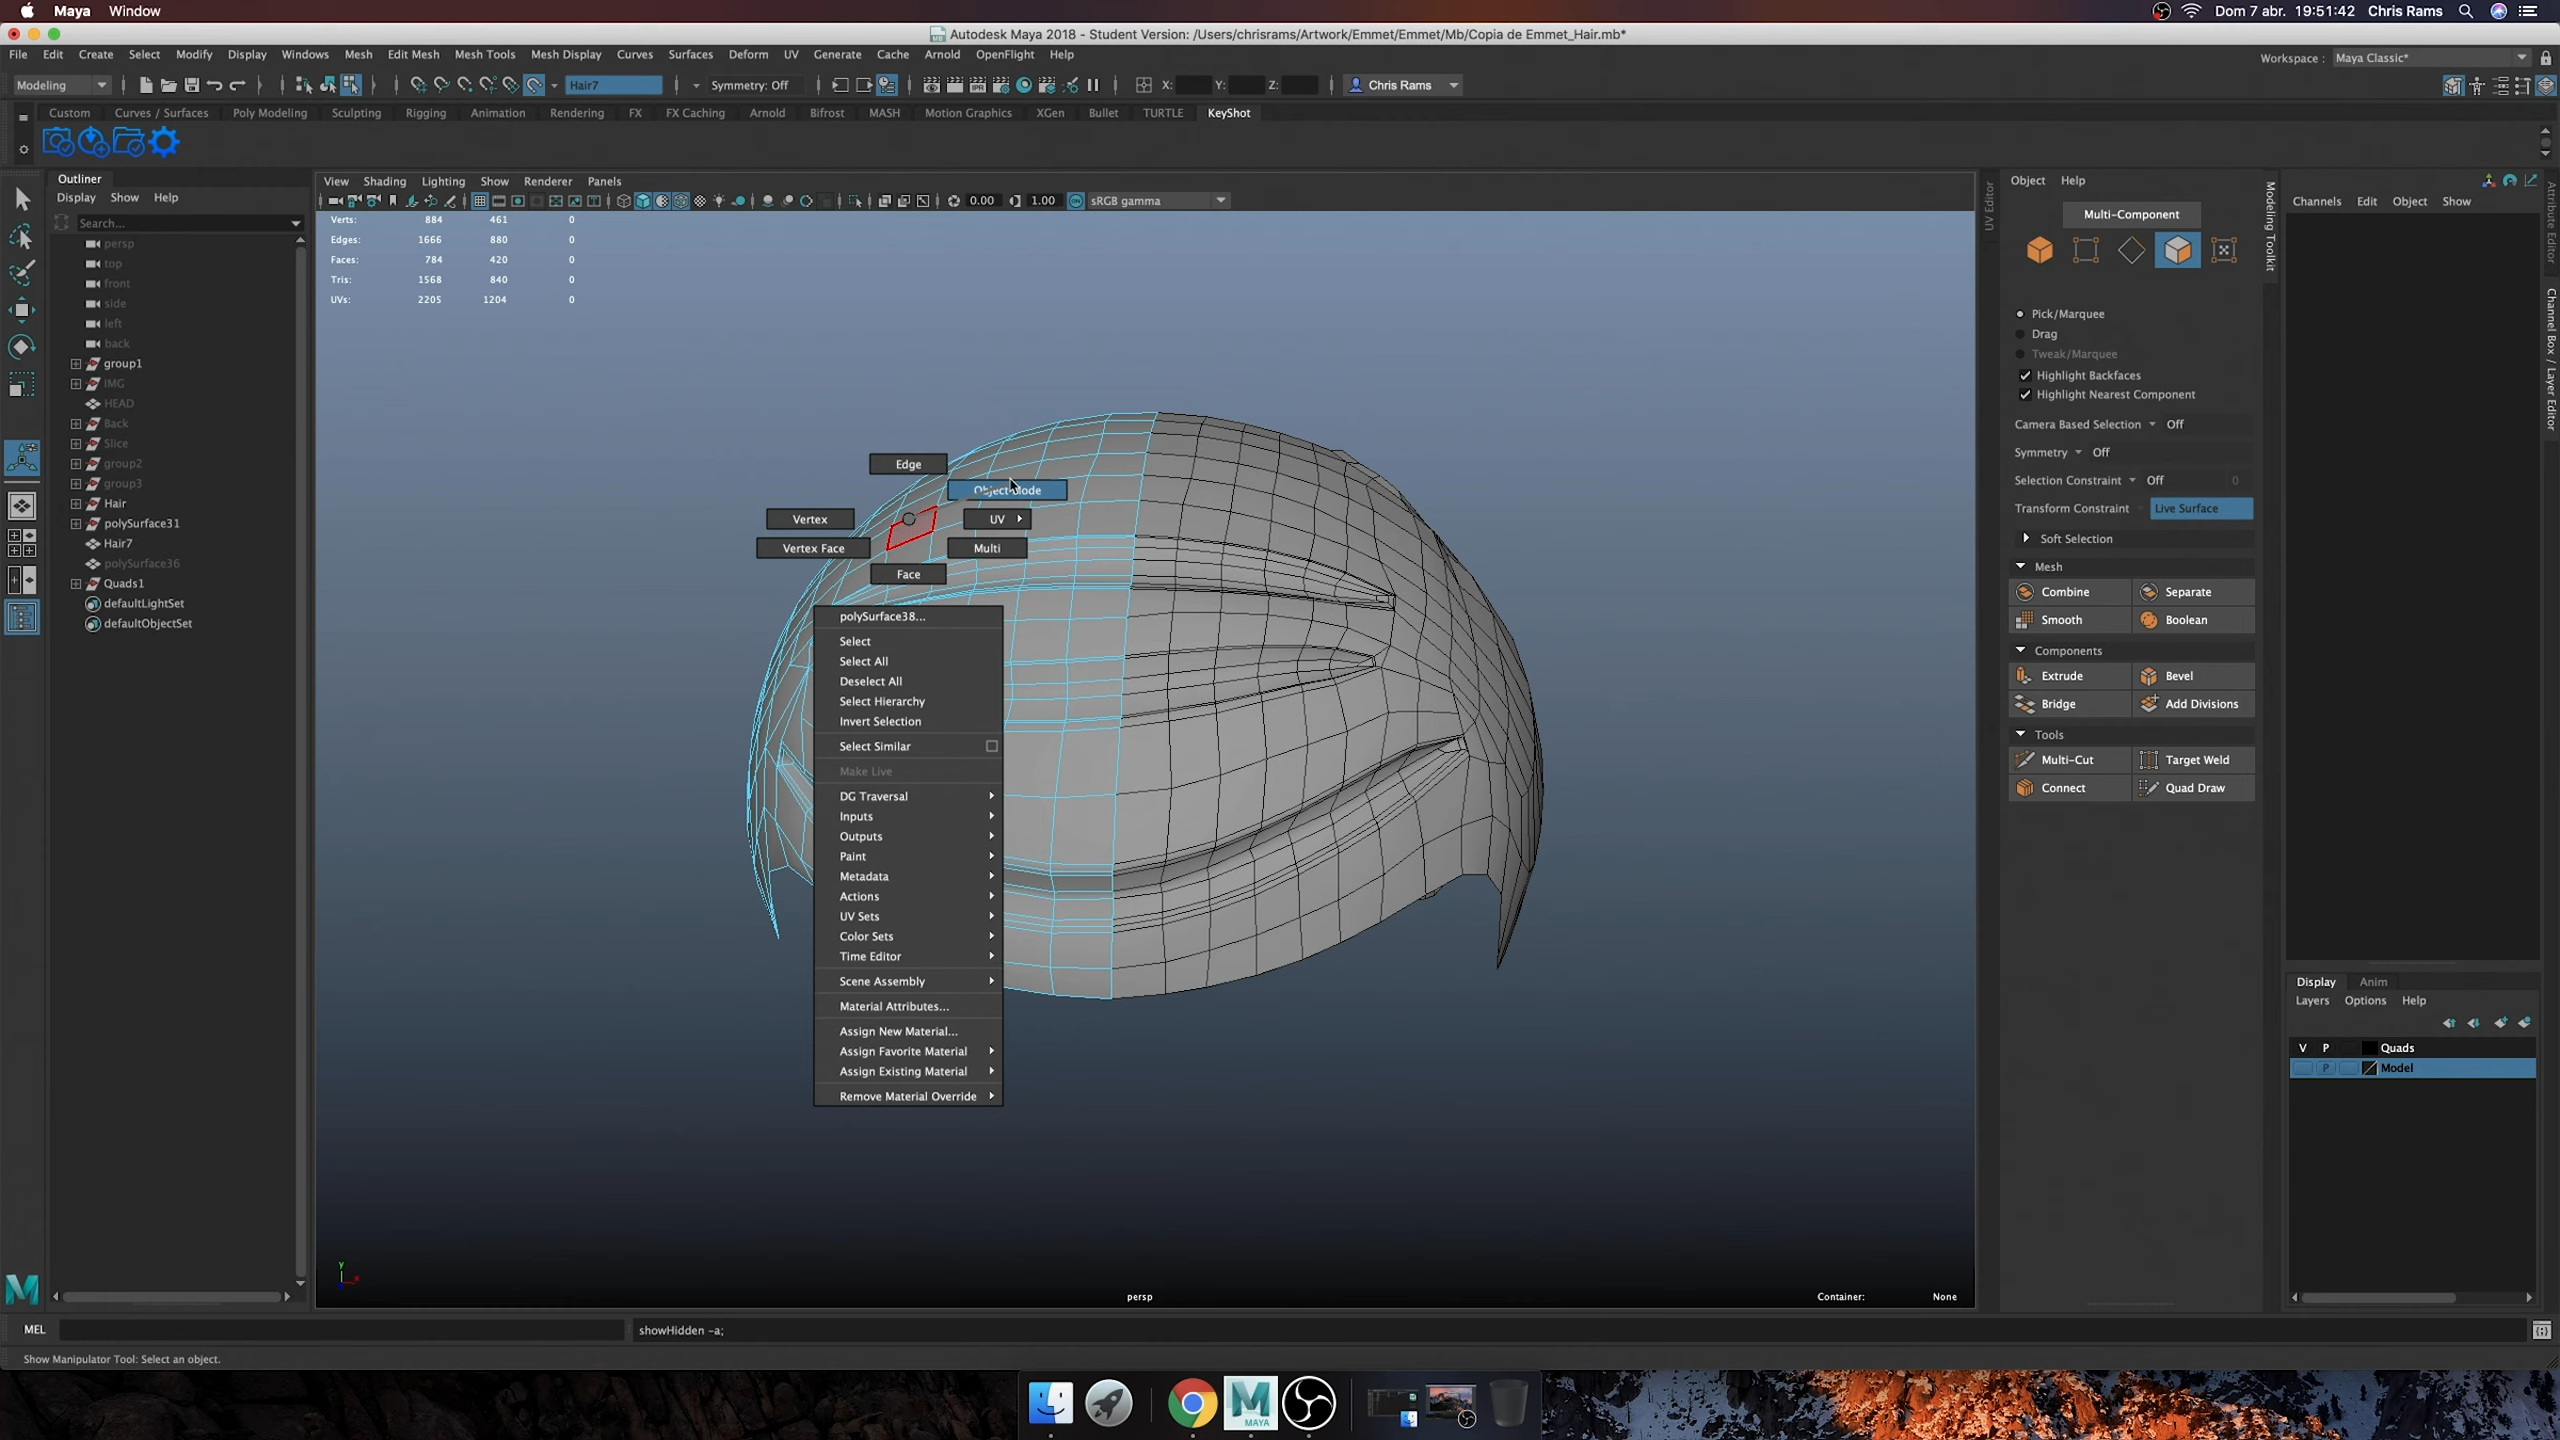 Maya Window Dom 7 abr. 19:51:42 Chris Rams
Autodesk Maya 2018 - Student Version: /Users/chrisrams/Artwork/Emmet/Emmet/Mb/Copia de Emmet_Hair.mb*
File Edit Create Select Modify Display Windows Mesh Edit Mesh Mesh Tools Mesh Display Curves Surfaces Deform UV Generate Cache Arnold OpenFlight Help Workspace : Maya Classic*
Modeling Hair7 Symmetry: Off X: Y: Z: Chris Rams
Custom Curves / Surfaces Poly Modeling Sculpting Rigging Animation Rendering FX FX Caching Arnold Bifrost MASH Motion Graphics XGen Bullet TURTLE KeyShot
Outliner
Display Show Help
Search...
persp
top
front
side
left
back
group1
IMG
HEAD
Back
Slice
group2
group3
Hair
polySurface31
Hair7
polySurface36
Quads1
defaultLightSet
defaultObjectSet
View Shading Lighting Show Renderer Panels
0.00 1.00 sRGB gamma
Verts: 884 461 0
Edges: 1666 880 0
Faces: 784 420 0
Tris: 1568 840 0
UVs: 2205 1204 0
Edge
Object Mode
Vertex UV
Vertex Face Multi
Face
polySurface38...
Select
Select All
Deselect All
Select Hierarchy
Invert Selection
Select Similar
Make Live
DG Traversal
Inputs
Outputs
Paint
Metadata
Actions
UV Sets
Color Sets
Time Editor
Scene Assembly
Material Attributes...
Assign New Material...
Assign Favorite Material
Assign Existing Material
Remove Material Override
y
x
persp
Container: None
UV Editor
Object Help
Multi-Component
Pick/Marquee
Drag
Tweak/Marquee
Highlight Backfaces
Highlight Nearest Component
Camera Based Selection Off
Symmetry Off
Selection Constraint Off 0
Transform Constraint Live Surface
Soft Selection
Mesh
Combine Separate
Smooth Boolean
Components
Extrude Bevel
Bridge Add Divisions
Tools
Multi-Cut Target Weld
Connect Quad Draw
Modeling Toolkit
Channels Edit Object Show
Attribute Editor
Channel Box / Layer Editor
Display Anim
Layers Options Help
V P Quads
P Model
MEL showHidden -a;
Show Manipulator Tool: Select an object.
MAYA